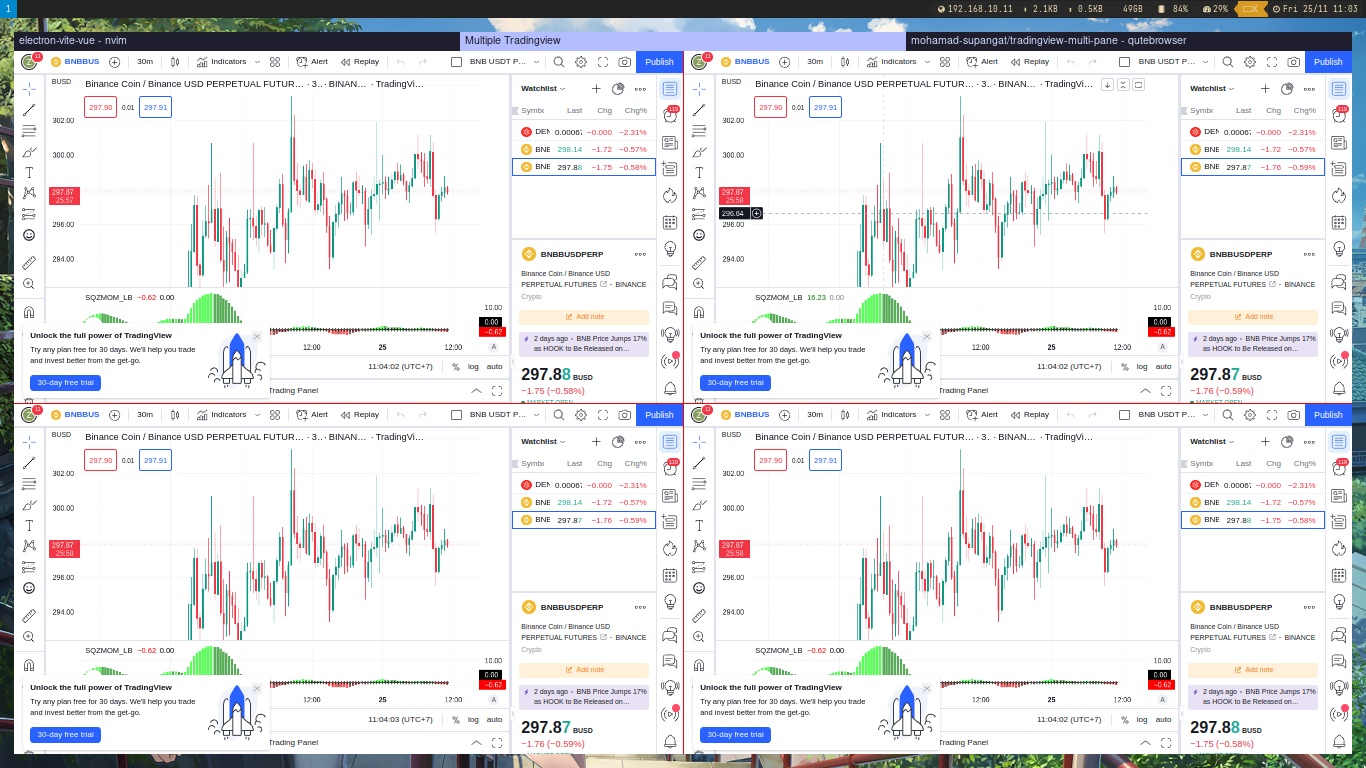 1
192.168.10.11 2.1KB 0.5KB 49GB 84% 29% Fri 25/11 11:03
electron-vite-vue - nvim
Multiple Tradingview
mohamad-supangat/tradingview-multi-pane - qutebrowser
11 BNBBUS 30m Indicators Alert Replay BNB USDT P... Publish
BUSD Binance Coin / Binance USD PERPETUAL FUTUR... · 3.. · BINAN... · TradingVi...
297.90 0.01 297.91
302.00
300.00
297.87
25.57
296.00
294.00
SQZMOM_LB −0.62 0.00
10.00
0.00
−0.62
12:00 25 12:00 A
11:04:02 (UTC+7) % log auto
Trading Panel
Unlock the full power of TradingView
Try any plan free for 30 days. We'll help you trade
and invest better from the get-go.
30-day free trial
Watchlist
Symbo Last Chg Chg%
DEN 0.00067 −0.000 −2.31%
BNE 298.14 −1.72 −0.57%
BNE 297.88 −1.75 −0.58%
BNBBUSDPERP
Binance Coin / Binance USD
PERPETUAL FUTURES · BINANCE
Crypto
Add note
2 days ago · BNB Price Jumps 17%
as HOOK to Be Released on...
297.88 BUSD
−1.75 (−0.58%)
MARKET OPEN
11 BNBBUS 30m Indicators Alert Replay BNB USDT P... Publish
BUSD Binance Coin / Binance USD PERPETUAL FUTUR... · 3.. · BINAN... · TradingVi...
297.90 0.01 297.91
302.00
300.00
297.87
25.50
296.64
296.00
294.00
SQZMOM_LB 16.23 0.00
10.00
0.00
−0.62
12:00 25 12:00 A
11:04:02 (UTC+7) % log auto
Trading Panel
Unlock the full power of TradingView
Try any plan free for 30 days. We'll help you trade
and invest better from the get-go.
30-day free trial
Watchlist
Symbo Last Chg Chg%
DEN 0.00067 −0.000 −2.31%
BNE 298.14 −1.72 −0.57%
BNE 297.87 −1.76 −0.59%
BNBBUSDPERP
Binance Coin / Binance USD
PERPETUAL FUTURES · BINANCE
Crypto
Add note
2 days ago · BNB Price Jumps 17%
as HOOK to Be Released on...
297.87 BUSD
−1.76 (−0.59%)
MARKET OPEN
11 BNBBUS 30m Indicators Alert Replay BNB USDT P... Publish
BUSD Binance Coin / Binance USD PERPETUAL FUTUR... · 3.. · BINAN... · TradingVi...
297.90 0.01 297.91
302.00
300.00
297.87
25.50
296.00
294.00
SQZMOM_LB −0.62 0.00
10.00
0.00
−0.62
12:00 25 12:00 A
11:04:03 (UTC+7) % log auto
Trading Panel
Unlock the full power of TradingView
Try any plan free for 30 days. We'll help you trade
and invest better from the get-go.
30-day free trial
Watchlist
Symbo Last Chg Chg%
DEN 0.00067 −0.000 −2.31%
BNE 298.14 −1.72 −0.57%
BNE 297.87 −1.76 −0.59%
BNBBUSDPERP
Binance Coin / Binance USD
PERPETUAL FUTURES · BINANCE
Crypto
Add note
2 days ago · BNB Price Jumps 17%
as HOOK to Be Released on...
297.87 BUSD
−1.76 (−0.59%)
11 BNBBUS 30m Indicators Alert Replay BNB USDT P... Publish
BUSD Binance Coin / Binance USD PERPETUAL FUTUR... · 3.. · BINAN... · TradingVi...
297.90 0.01 297.91
302.00
300.00
297.87
25.50
296.00
294.00
SQZMOM_LB −0.62 0.00
10.00
0.00
−0.62
12:00 25 12:00 A
11:04:02 (UTC+7) % log auto
Trading Panel
Unlock the full power of TradingView
Try any plan free for 30 days. We'll help you trade
and invest better from the get-go.
30-day free trial
Watchlist
Symbo Last Chg Chg%
DEN 0.00067 −0.000 −2.31%
BNE 298.14 −1.72 −0.57%
BNE 297.88 −1.75 −0.58%
BNBBUSDPERP
Binance Coin / Binance USD
PERPETUAL FUTURES · BINANCE
Crypto
Add note
2 days ago · BNB Price Jumps 17%
as HOOK to Be Released on...
297.88 BUSD
−1.75 (−0.58%)